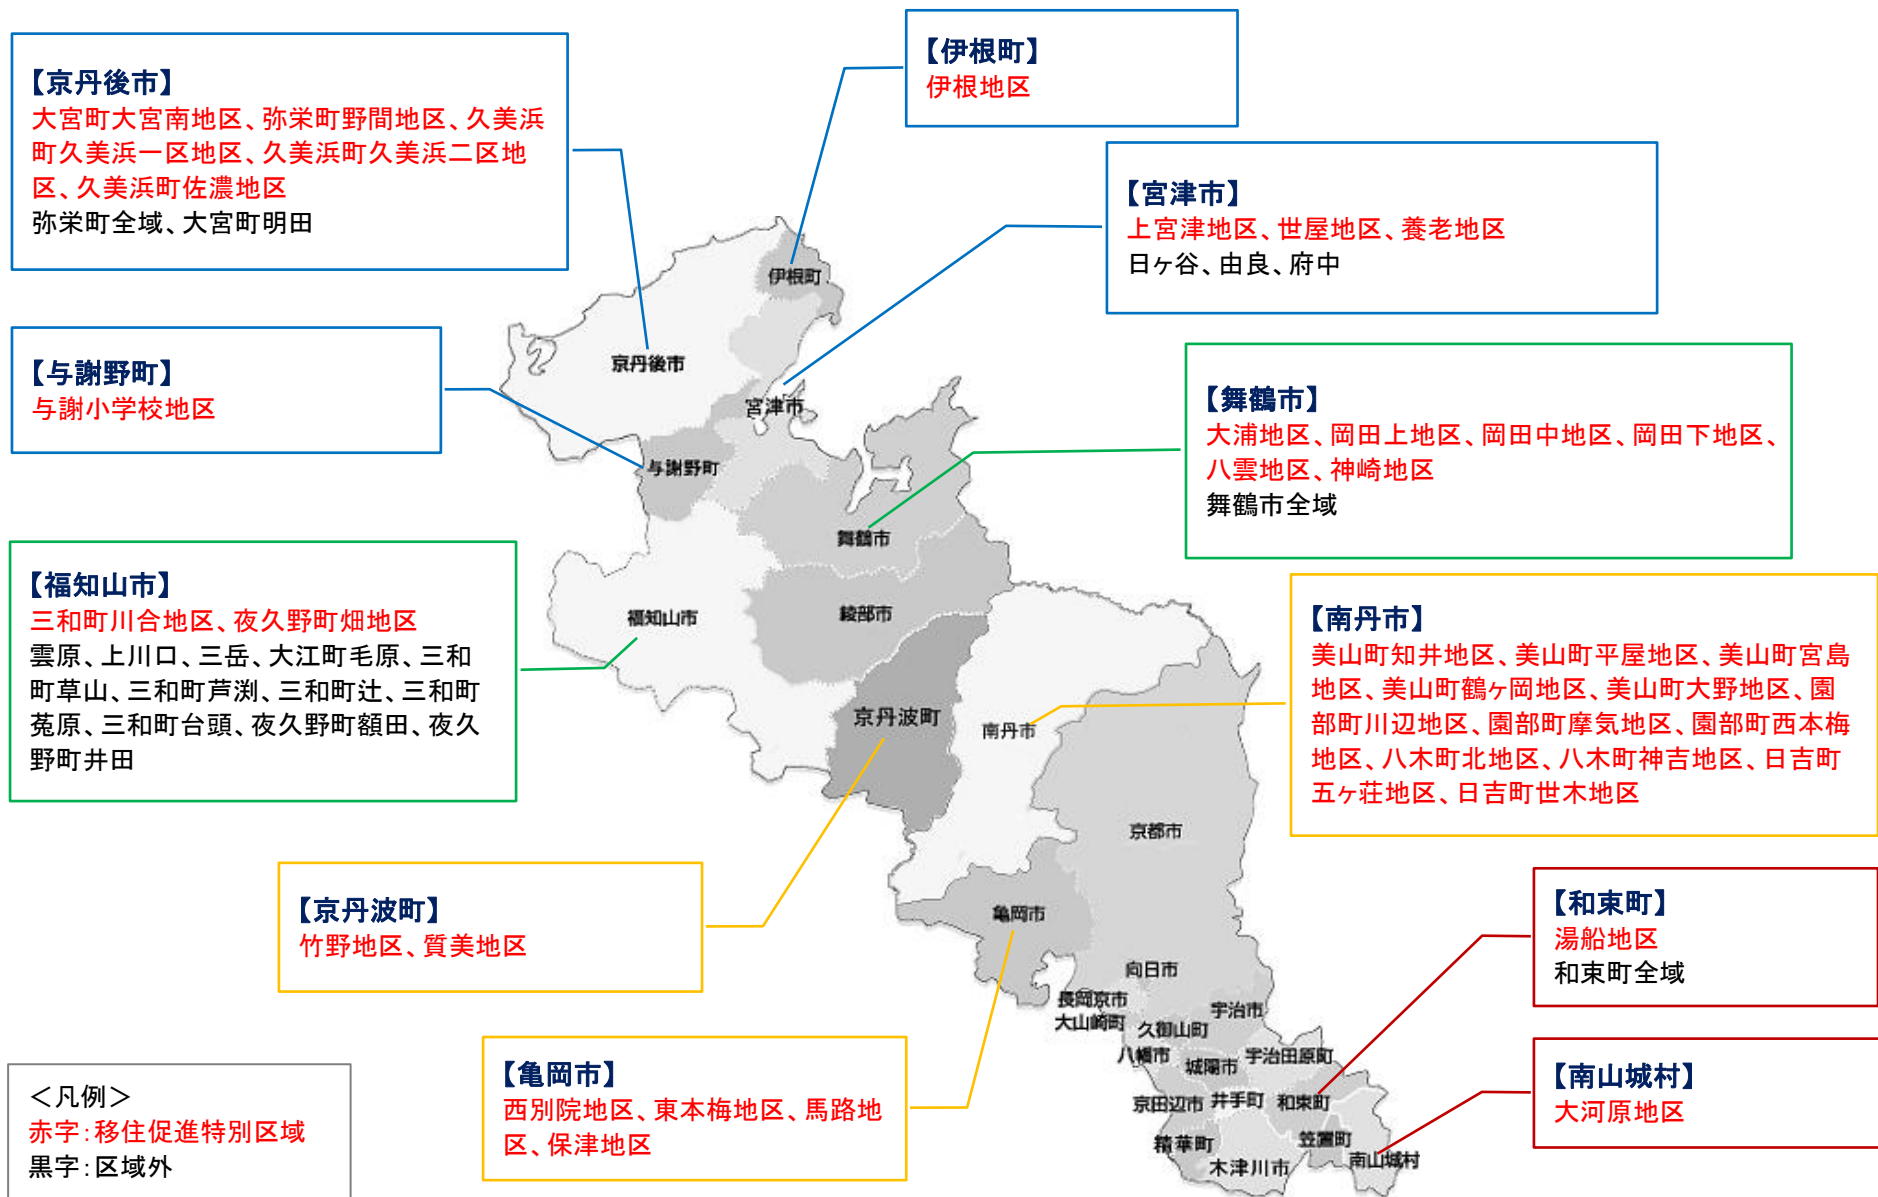 【京丹後市】
大宮町大宮南地区、弥栄町野間地区、久美浜
町久美浜一区地区、久美浜町久美浜二区地
区、久美浜町佐濃地区
弥栄町全域、大宮町明田
【伊根町】
伊根地区
【宮津市】
上宮津地区、世屋地区、養老地区
日ヶ谷、由良、府中
【与謝野町】
与謝小学校地区
【舞鶴市】
大浦地区、岡田上地区、岡田中地区、岡田下地区、
八雲地区、神崎地区
舞鶴市全域
【福知山市】
三和町川合地区、夜久野町畑地区
雲原、上川口、三岳、大江町毛原、三和
町草山、三和町芦渕、三和町辻、三和町
菟原、三和町台頭、夜久野町額田、夜久
野町井田
【南丹市】
美山町知井地区、美山町平屋地区、美山町宮島
地区、美山町鶴ヶ岡地区、美山町大野地区、園
部町川辺地区、園部町摩気地区、園部町西本梅
地区、八木町北地区、八木町神吉地区、日吉町
五ヶ荘地区、日吉町世木地区
【京丹波町】
竹野地区、質美地区
【亀岡市】
西別院地区、東本梅地区、馬路地
区、保津地区
【和束町】
湯船地区
和束町全域
【南山城村】
大河原地区
＜凡例＞
赤字：移住促進特別区域
黒字：区域外
伊根町
京丹後市
宮津市
与謝野町
舞鶴市
福知山市
綾部市
京丹波町
南丹市
京都市
亀岡市
向日市
長岡京市
大山崎町
宇治市
久御山町
八幡市
城陽市
宇治田原町
京田辺市
井手町
和束町
精華町
笠置町
木津川市
南山城村